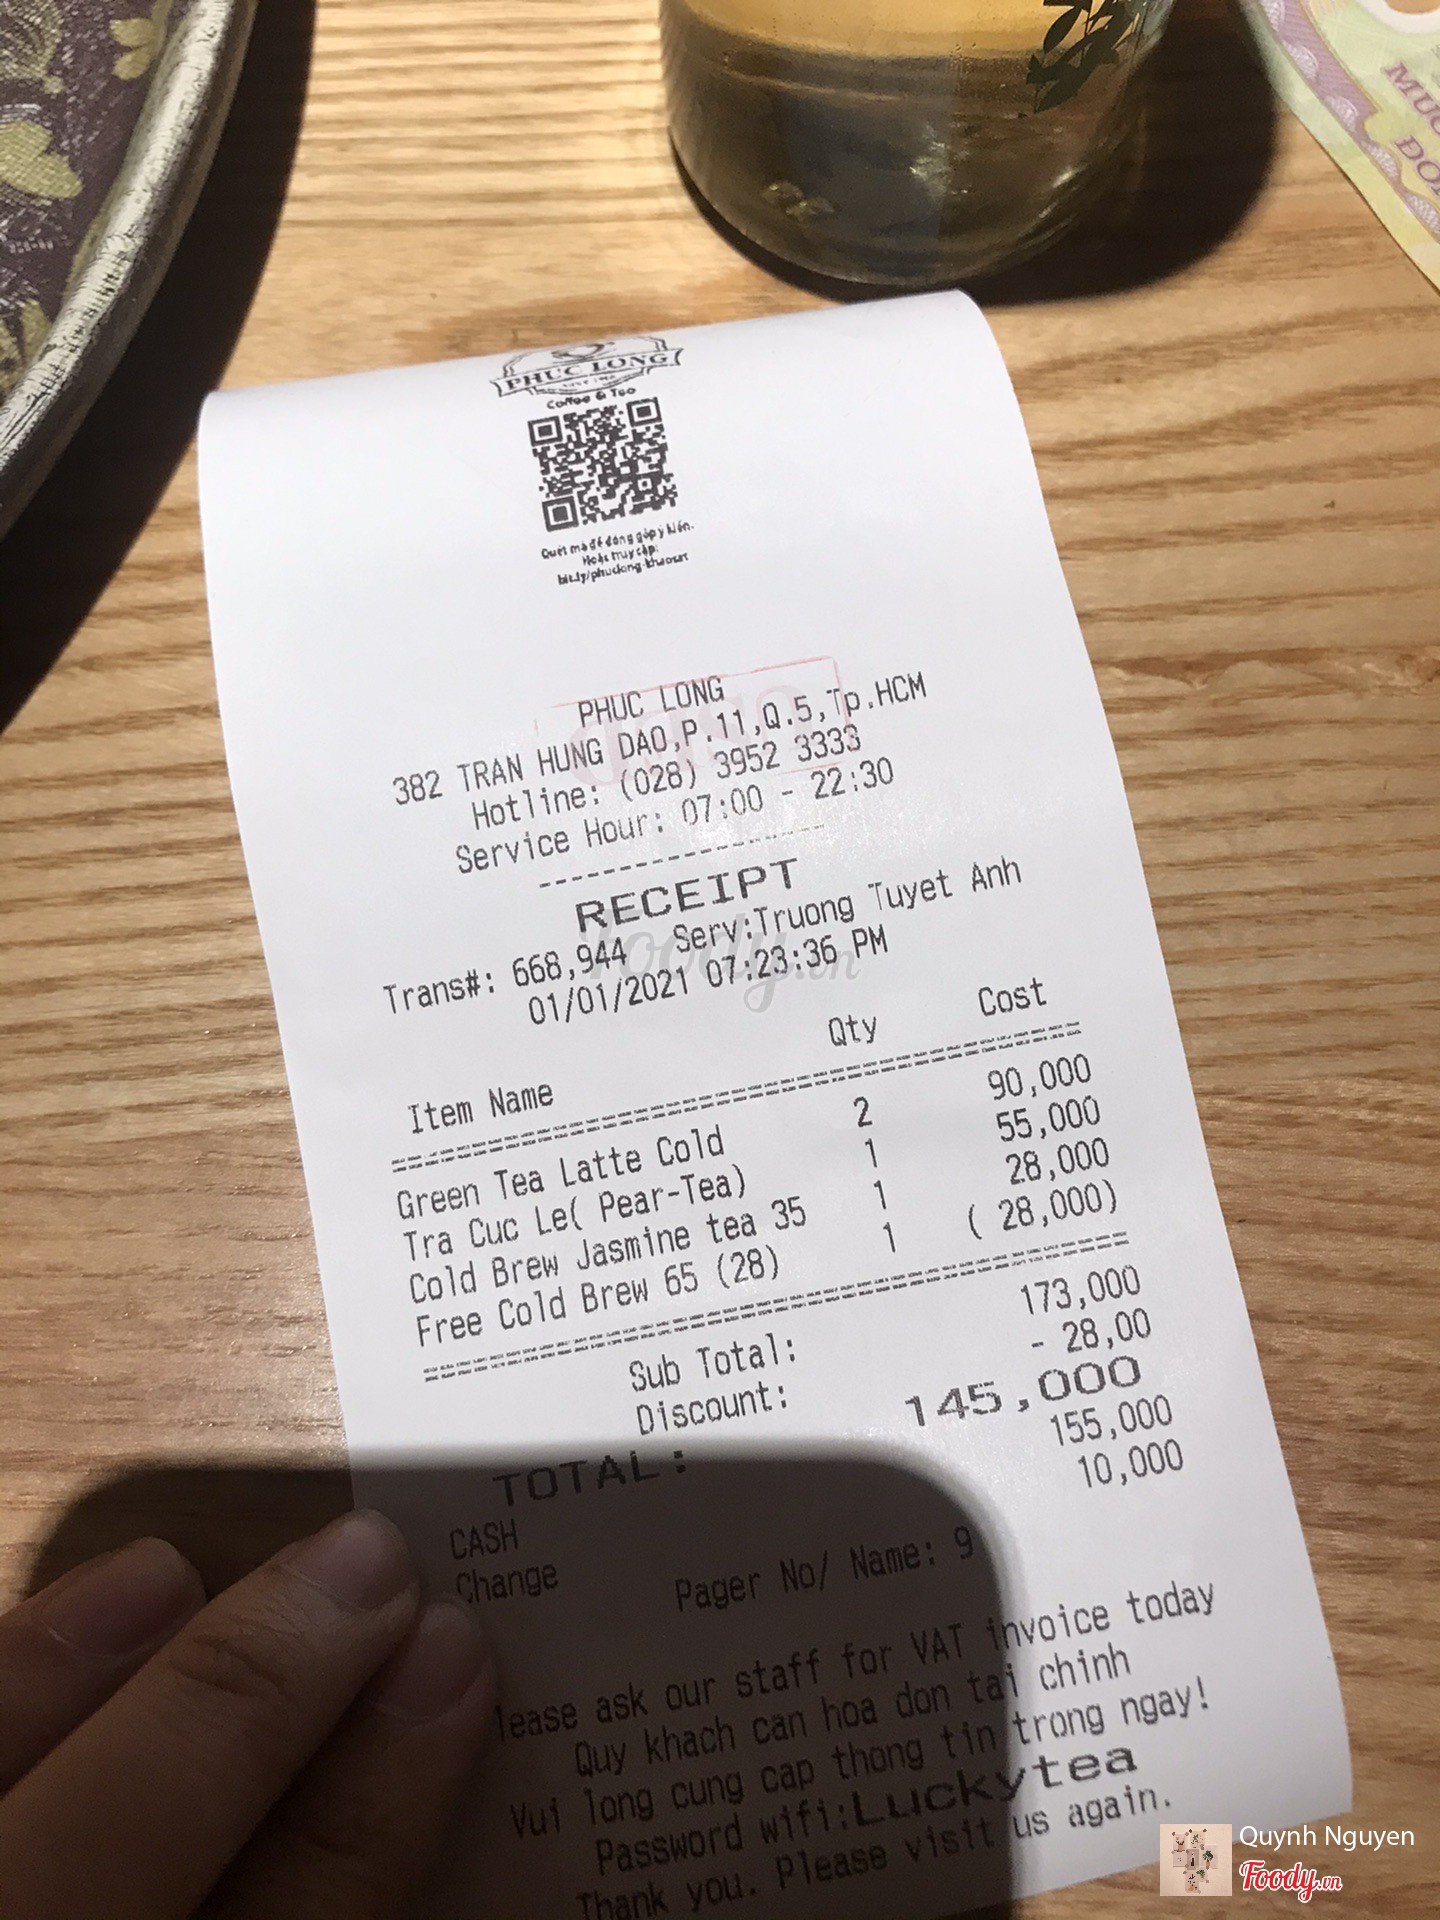 PHUC LONG
Coffee & Tea
Quét mã để đóng góp ý kiến.
Hoặc truy cập:
bit.ly/phuclong-khaosat
PHUC LONG
382 TRAN HUNG DAO,P.11,Q.5,Tp.HCM
Hotline: (028) 3952 3333
Service Hour: 07:00 - 22:30
RECEIPT
Trans#: 668,944 Serv:Truong Tuyet Anh
01/01/2021 07:23:36 PM
Foody.vn
Item Name Qty Cost
Green Tea Latte Cold 2 90,000
Tra Cuc Le( Pear-Tea) 1 55,000
Cold Brew Jasmine tea 35 1 28,000
Free Cold Brew 65 (28) 1 ( 28,000)
Sub Total: 173,000
Discount: - 28,00
TOTAL: 145,000
CASH 155,000
Change 10,000
Pager No/ Name: 9
lease ask our staff for VAT invoice today
Quy khach can hoa don tai chinh
Vui long cung cap thong tin trong ngay!
Password wifi:Luckytea
Thank you. Please visit us again.
Quynh Nguyen
Foody.vn